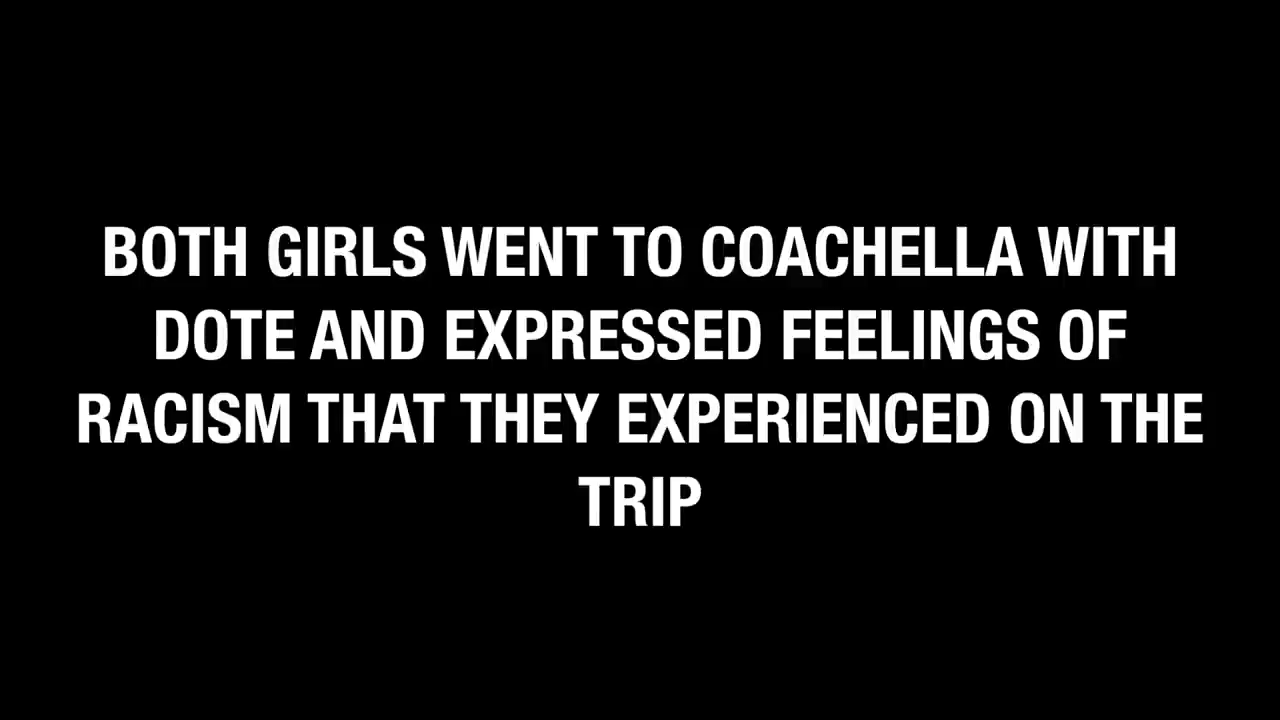 BOTH GIRLS WENT TO COACHELLA WITH
DOTE AND EXPRESSED FEELINGS OF
RACISM THAT THEY EXPERIENCED ON THE
TRIP